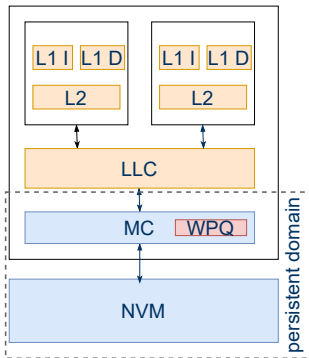 L1 I
L1 D
L1 I
L1 D
L2
L2
LLC
MC
WPQ
NVM
persistent domain